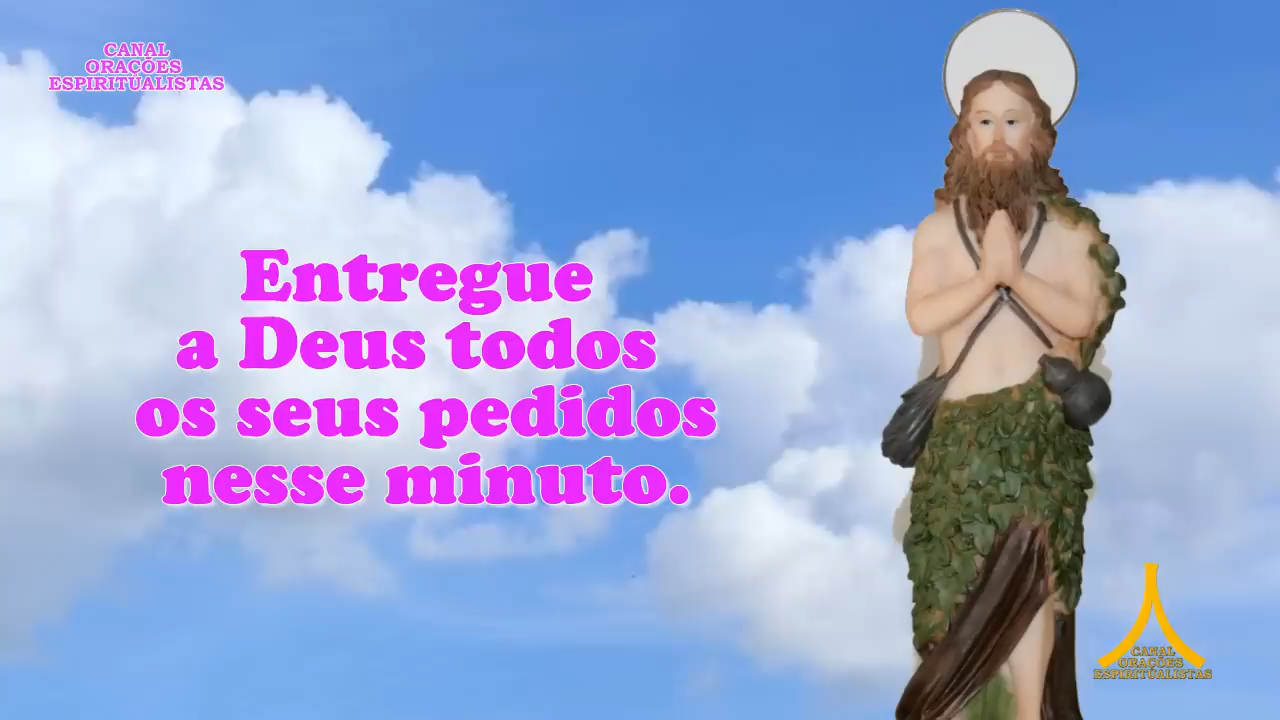 CANAL
ORAÇÕES
ESPIRITUALISTAS
Entregue
a Deus todos
os seus pedidos
nesse minuto.
CANAL
ORAÇÕES
ESPIRITUALISTAS